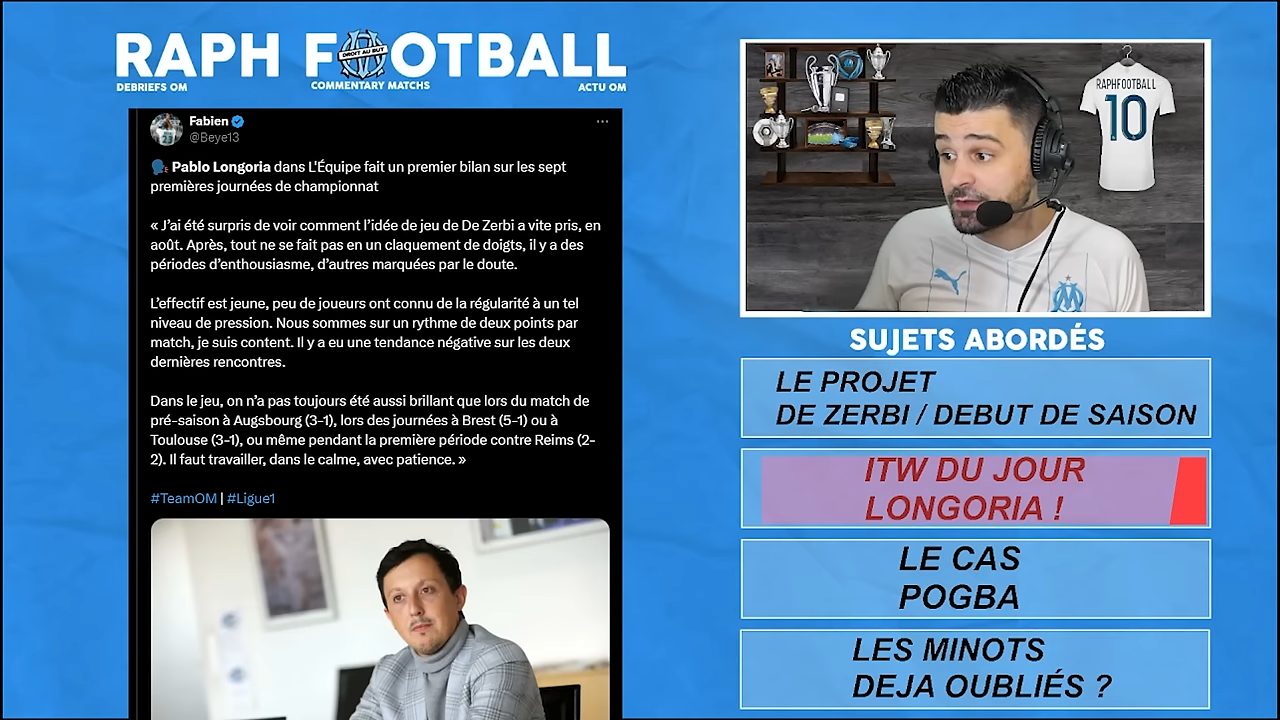 RAPH FOOTBALL
DROIT AU BUT
DEBRIEFS OM
COMMENTARY MATCHS
ACTU OM
Fabien
@Beye13
Pablo Longoria dans L'Équipe fait un premier bilan sur les sept
premières journées de championnat
« J'ai été surpris de voir comment l'idée de jeu de De Zerbi a vite pris, en
août. Après, tout ne se fait pas en un claquement de doigts, il y a des
périodes d'enthousiasme, d'autres marquées par le doute.
L'effectif est jeune, peu de joueurs ont connu de la régularité à un tel
niveau de pression. Nous sommes sur un rythme de deux points par
match, je suis content. Il y a eu une tendance négative sur les deux
dernières rencontres.
Dans le jeu, on n'a pas toujours été aussi brillant que lors du match de
pré-saison à Augsbourg (3-1), lors des journées à Brest (5-1) ou à
Toulouse (3-1), ou même pendant la première période contre Reims (2-
2). Il faut travailler, dans le calme, avec patience. »
#TeamOM | #Ligue1
RAPHFOOTBALL
10
SUJETS ABORDÉS
LE PROJET
DE ZERBI / DEBUT DE SAISON
ITW DU JOUR
LONGORIA !
LE CAS
POGBA
LES MINOTS
DEJA OUBLIÉS ?